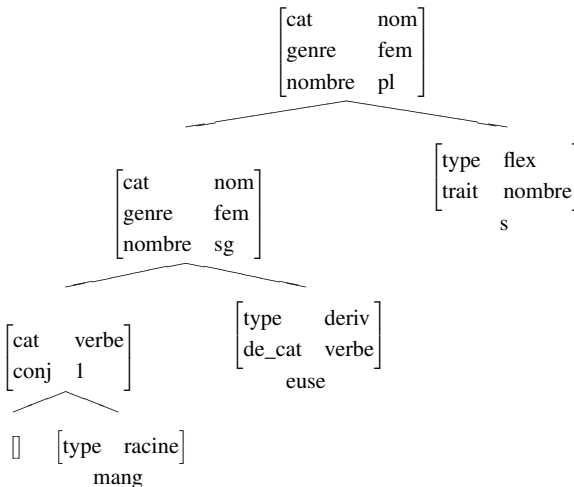 cat nom
genre fem
nombre pl
type flex
trait nombre
s
cat nom
genre fem
nombre sg
type deriv
de_cat verbe
euse
cat verbe
conj 1
[]
[type racine]
mang